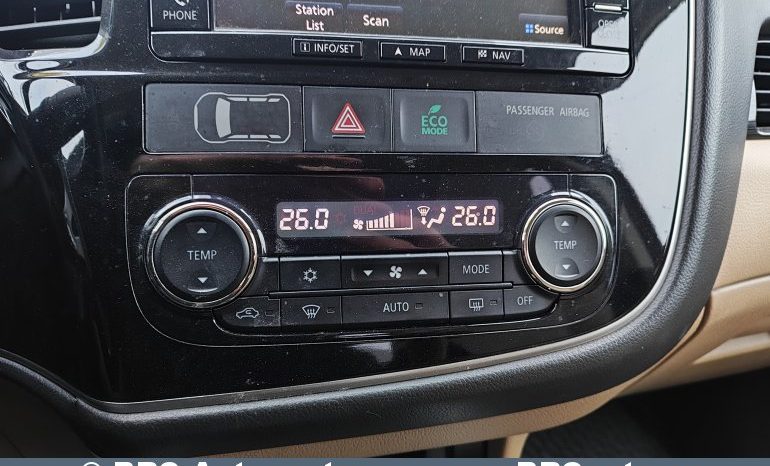 PHONE
Station
List
Scan
Source
OPEN
INFO/SET
MAP
NAV
ECO
MODE
PASSENGER AIRBAG
26.0
26.0
TEMP
MODE
TEMP
AUTO
OFF